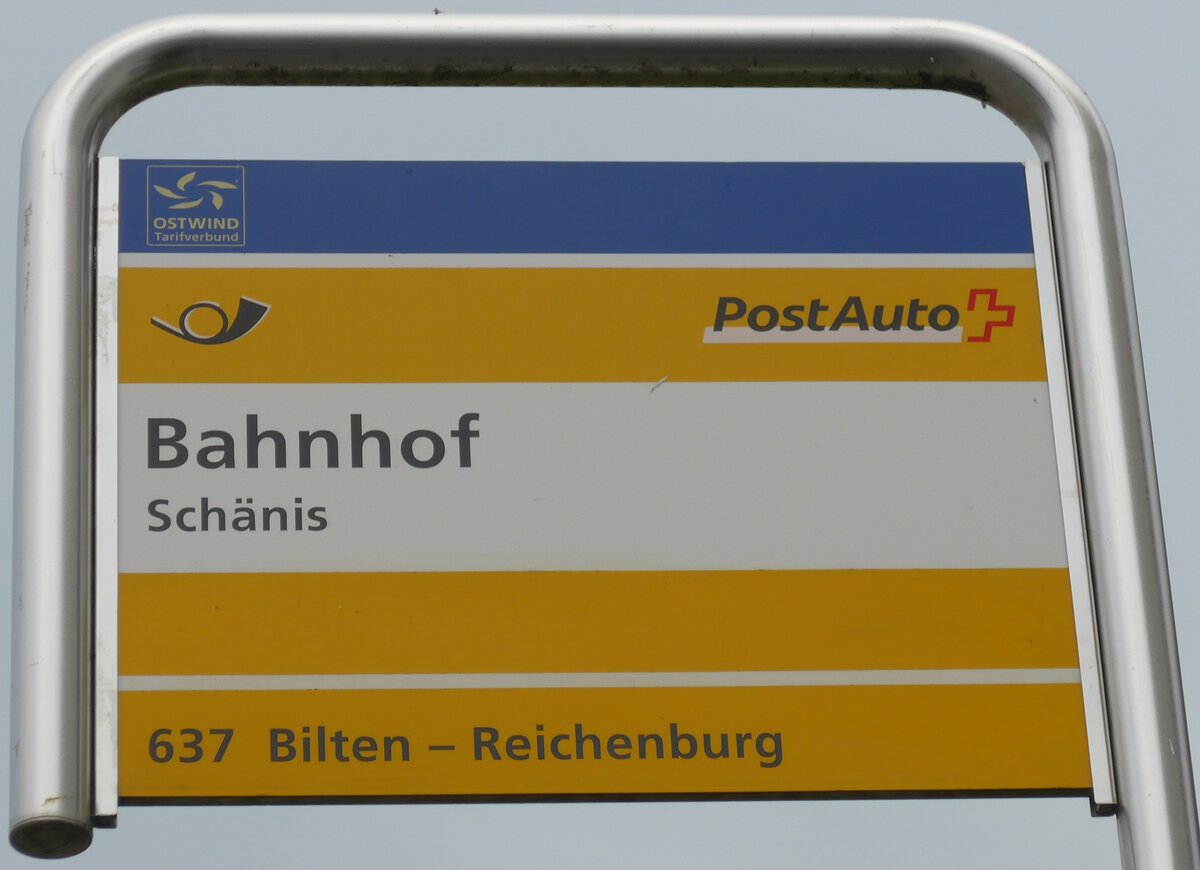 OSTWIND
Tarifverbund
PostAuto
Bahnhof
Schänis
637 Bilten – Reichenburg